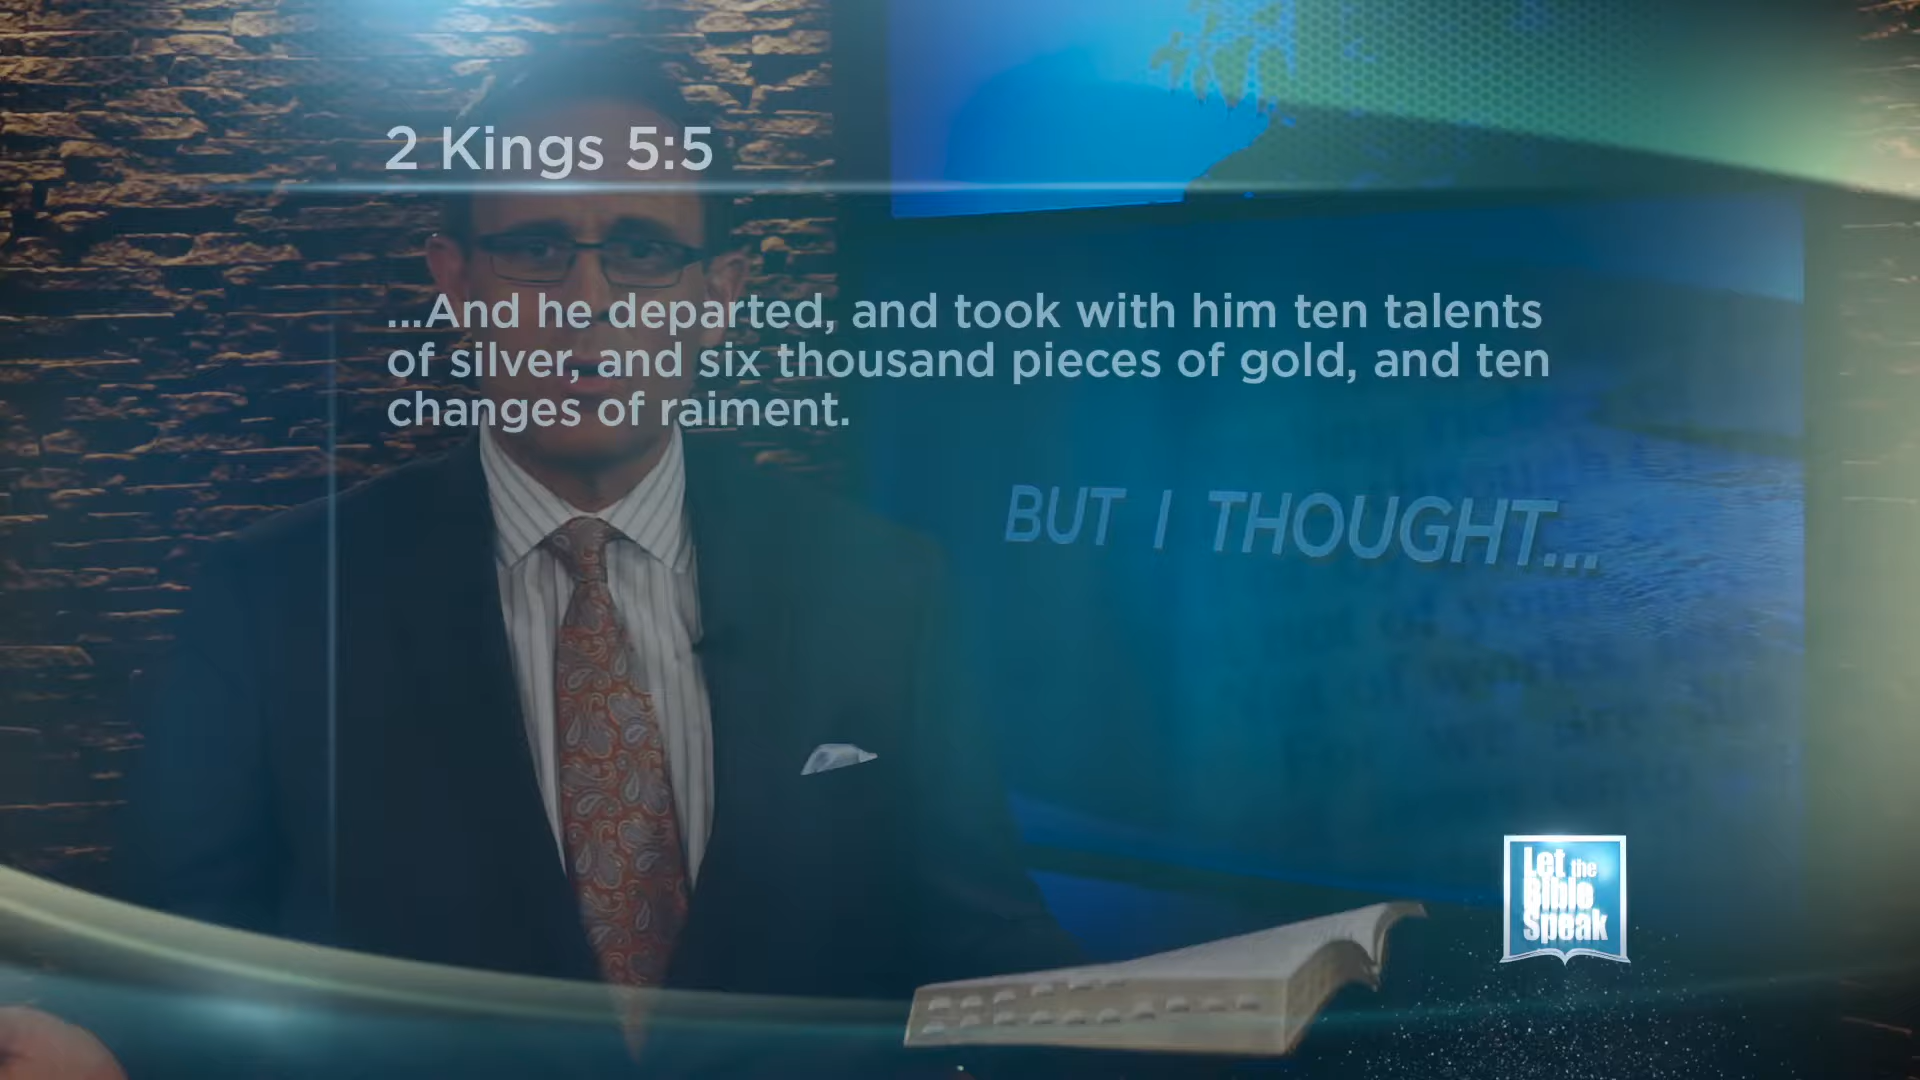 2 Kings 5:5
...And he departed, and took with him ten talents
of silver, and six thousand pieces of gold, and ten
changes of raiment.
BUT I THOUGHT...
Let the
Bible
Speak